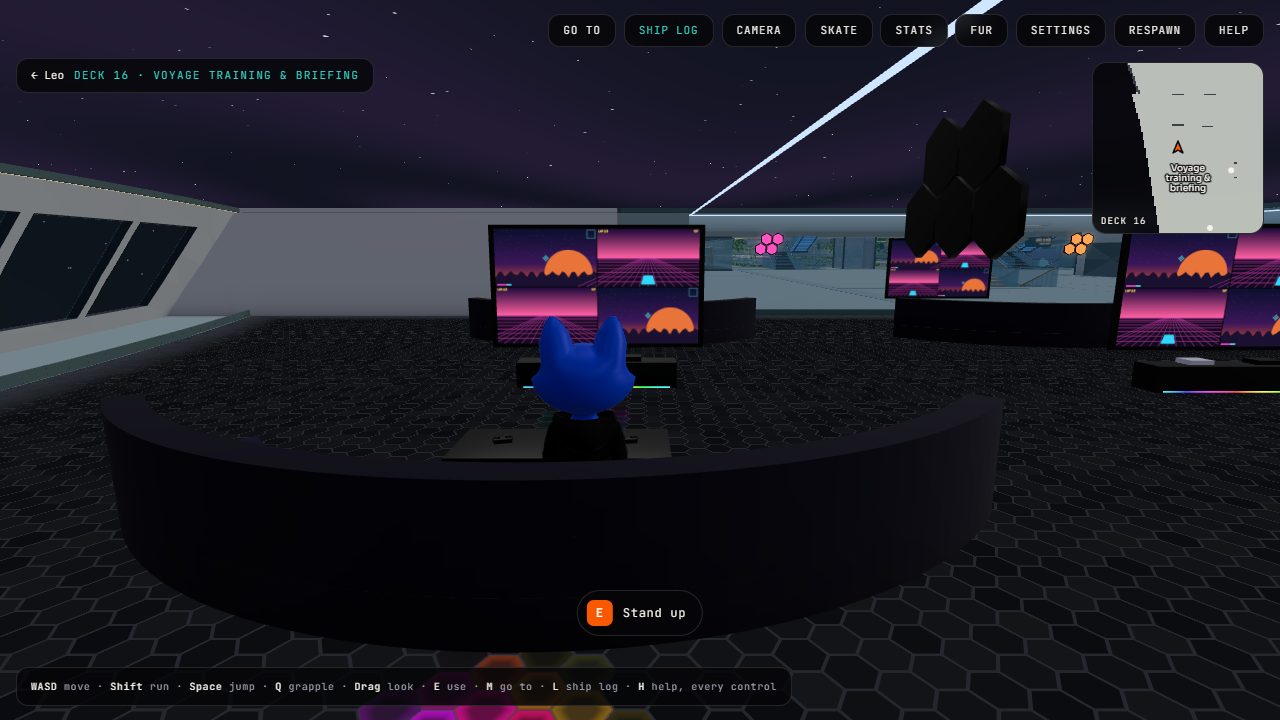 GO TO
SHIP LOG
CAMERA
SKATE
STATS
FUR
SETTINGS
RESPAWN
HELP
← Leo DECK 16 · VOYAGE TRAINING & BRIEFING
Voyage
training &
briefing
DECK 16
E Stand up
WASD move · Shift run · Space jump · Q grapple · Drag look · E use · M go to · L ship log · H help, every control